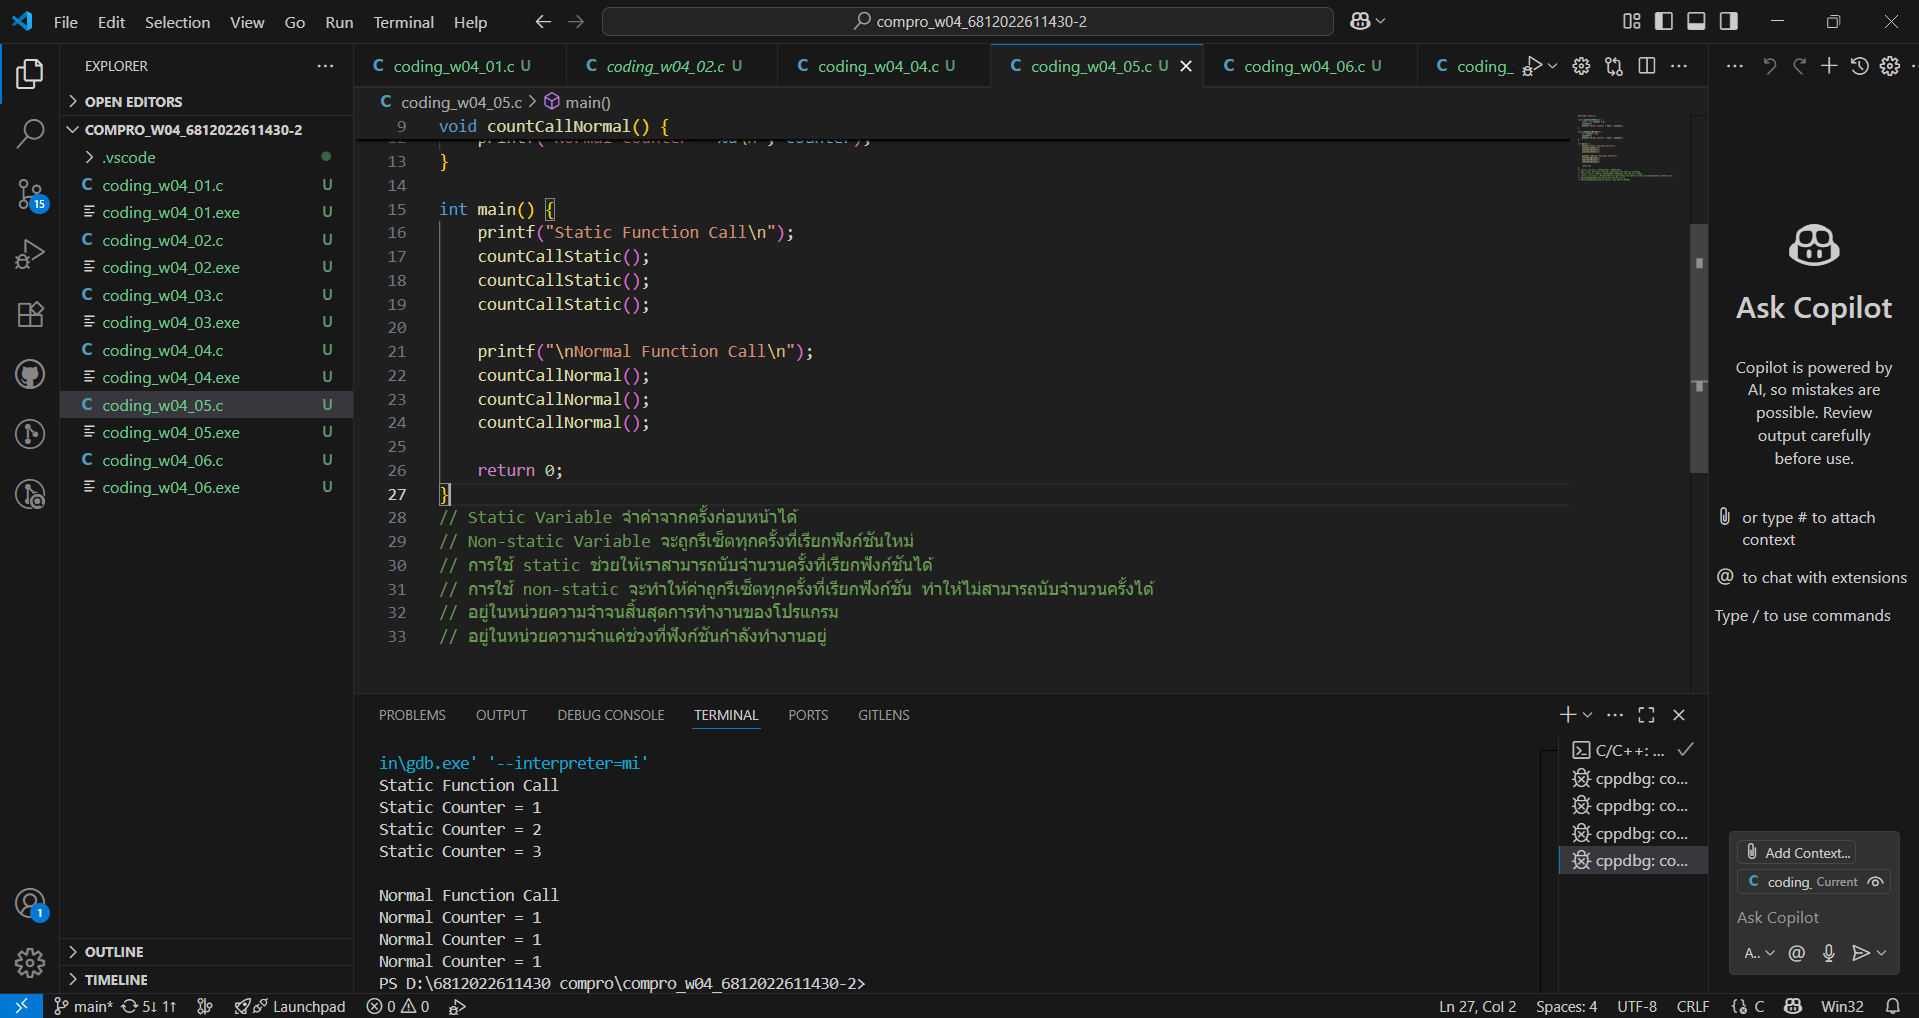 File Edit Selection View Go Run Terminal Help
compro_w04_6812022611430-2
EXPLORER
OPEN EDITORS
COMPRO_W04_6812022611430-2
.vscode
coding_w04_01.c U
coding_w04_01.exe U
coding_w04_02.c U
coding_w04_02.exe U
coding_w04_03.c U
coding_w04_03.exe U
coding_w04_04.c U
coding_w04_04.exe U
coding_w04_05.c U
coding_w04_05.exe U
coding_w04_06.c U
coding_w04_06.exe U
OUTLINE
TIMELINE
15
1
C coding_w04_01.c U C coding_w04_02.c U C coding_w04_04.c U C coding_w04_05.c U C coding_w04_06.c U C coding_
C coding_w04_05.c > main()
9 void countCallNormal() {
13 }
14
15 int main() {
16 printf("Static Function Call\n");
17 countCallStatic();
18 countCallStatic();
19 countCallStatic();
20
21 printf("\nNormal Function Call\n");
22 countCallNormal();
23 countCallNormal();
24 countCallNormal();
25
26 return 0;
27 }
28 // Static Variable จำค่าจากครั้งก่อนหน้าได้
29 // Non-static Variable จะถูกรีเซ็ตทุกครั้งที่เรียกฟังก์ชันใหม่
30 // การใช้ static ช่วยให้เราสามารถนับจำนวนครั้งที่เรียกฟังก์ชันได้
31 // การใช้ non-static จะทำให้ค่าถูกรีเซ็ตทุกครั้งที่เรียกฟังก์ชัน ทำให้ไม่สามารถนับจำนวนครั้งได้
32 // อยู่ในหน่วยความจำจนสิ้นสุดการทำงานของโปรแกรม
33 // อยู่ในหน่วยความจำแค่ช่วงที่ฟังก์ชันกำลังทำงานอยู่
PROBLEMS OUTPUT DEBUG CONSOLE TERMINAL PORTS GITLENS
in\gdb.exe' '--interpreter=mi'
Static Function Call
Static Counter = 1
Static Counter = 2
Static Counter = 3
Normal Function Call
Normal Counter = 1
Normal Counter = 1
Normal Counter = 1
PS D:\6812022611430 compro\compro_w04_6812022611430-2>
C/C++: ...
cppdbg: co...
cppdbg: co...
cppdbg: co...
cppdbg: co...
Ask Copilot
Copilot is powered by
AI, so mistakes are
possible. Review
output carefully
before use.
or type # to attach
context
@ to chat with extensions
Type / to use commands
Add Context...
C coding_ Current
Ask Copilot
A..
main* 5↓ 1↑ Launchpad 0 0 Ln 27, Col 2 Spaces: 4 UTF-8 CRLF {} C Win32